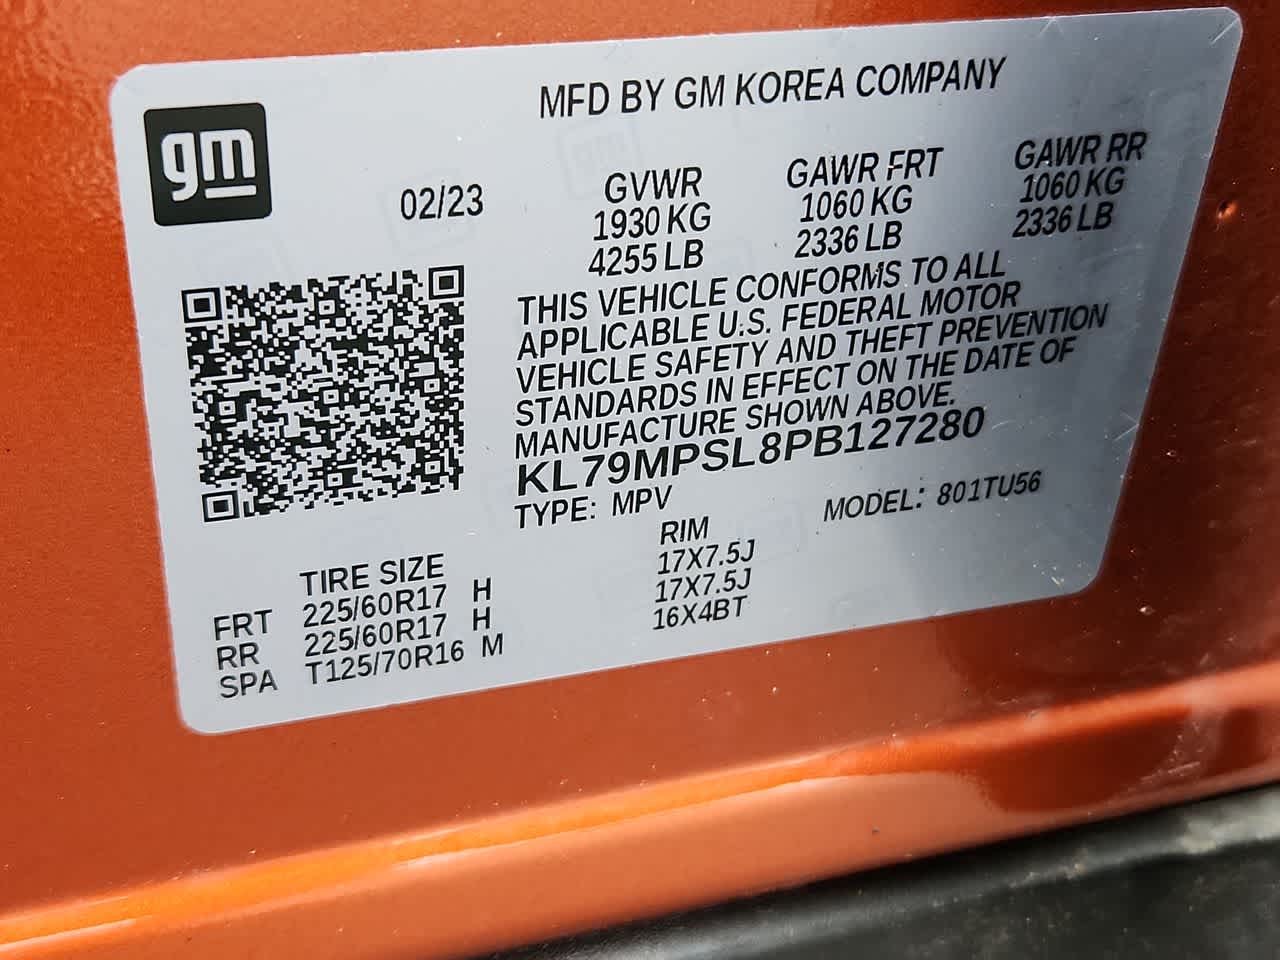 gm
MFD BY GM KOREA COMPANY
02/23
GVWR GAWR FRT GAWR RR
1930 KG 1060 KG 1060 KG
4255 LB 2336 LB 2336 LB
THIS VEHICLE CONFORMS TO ALL
APPLICABLE U.S. FEDERAL MOTOR
VEHICLE SAFETY AND THEFT PREVENTION
STANDARDS IN EFFECT ON THE DATE OF
MANUFACTURE SHOWN ABOVE.
KL79MPSL8PB127280
TYPE: MPV MODEL: 801TU56
TIRE SIZE RIM
FRT 225/60R17 H 17X7.5J
RR 225/60R17 H 17X7.5J
SPA T125/70R16 M 16X4BT